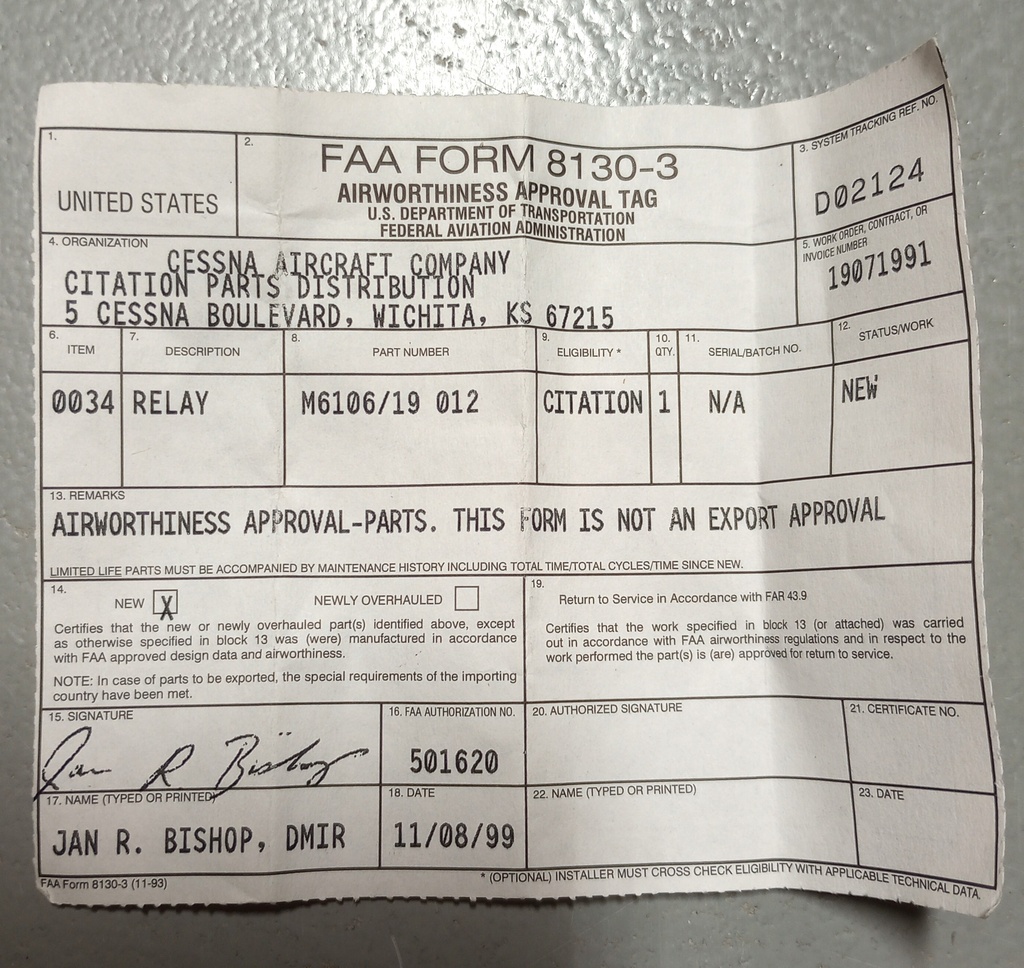 1.
UNITED STATES
2.
FAA FORM 8130-3
AIRWORTHINESS APPROVAL TAG
U.S. DEPARTMENT OF TRANSPORTATION
FEDERAL AVIATION ADMINISTRATION
3. SYSTEM TRACKING REF. NO.
D02124
4. ORGANIZATION
CESSNA AIRCRAFT COMPANY
CITATION PARTS DISTRIBUTION
5 CESSNA BOULEVARD, WICHITA, KS 67215
5. WORK ORDER, CONTRACT, OR
INVOICE NUMBER
19071991
6. ITEM
7. DESCRIPTION
8. PART NUMBER
9. ELIGIBILITY *
10. QTY.
11. SERIAL/BATCH NO.
12. STATUS/WORK
0034 RELAY M6106/19 012 CITATION 1 N/A NEW
13. REMARKS
AIRWORTHINESS APPROVAL-PARTS. THIS FORM IS NOT AN EXPORT APPROVAL
LIMITED LIFE PARTS MUST BE ACCOMPANIED BY MAINTENANCE HISTORY INCLUDING TOTAL TIME/TOTAL CYCLES/TIME SINCE NEW.
14.
NEW X NEWLY OVERHAULED
Certifies that the new or newly overhauled part(s) identified above, except
as otherwise specified in block 13 was (were) manufactured in accordance
with FAA approved design data and airworthiness.
NOTE: In case of parts to be exported, the special requirements of the importing
country have been met.
19.
Return to Service in Accordance with FAR 43.9
Certifies that the work specified in block 13 (or attached) was carried
out in accordance with FAA airworthiness regulations and in respect to the
work performed the part(s) is (are) approved for return to service.
15. SIGNATURE
Jan R Bishop
16. FAA AUTHORIZATION NO.
501620
20. AUTHORIZED SIGNATURE
21. CERTIFICATE NO.
17. NAME (TYPED OR PRINTED)
JAN R. BISHOP, DMIR
18. DATE
11/08/99
22. NAME (TYPED OR PRINTED)
23. DATE
FAA Form 8130-3 (11-93)
* (OPTIONAL) INSTALLER MUST CROSS CHECK ELIGIBILITY WITH APPLICABLE TECHNICAL DATA.